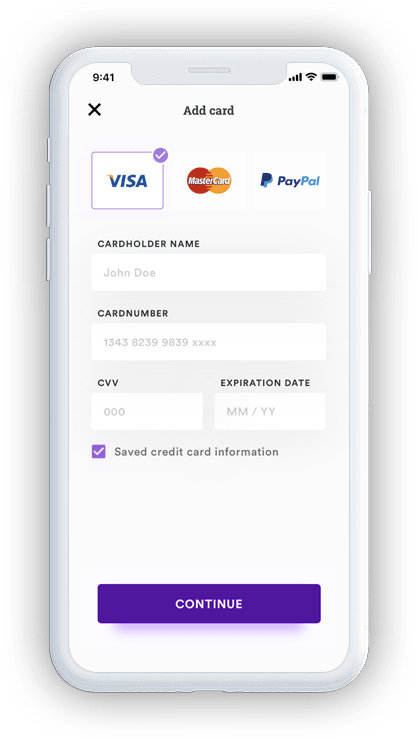 9:41
Add card
VISA
MasterCard
PayPal
CARDHOLDER NAME
John Doe
CARDNUMBER
1343 8239 9839 xxxx
CVV
EXPIRATION DATE
000
MM / YY
Saved credit card information
CONTINUE